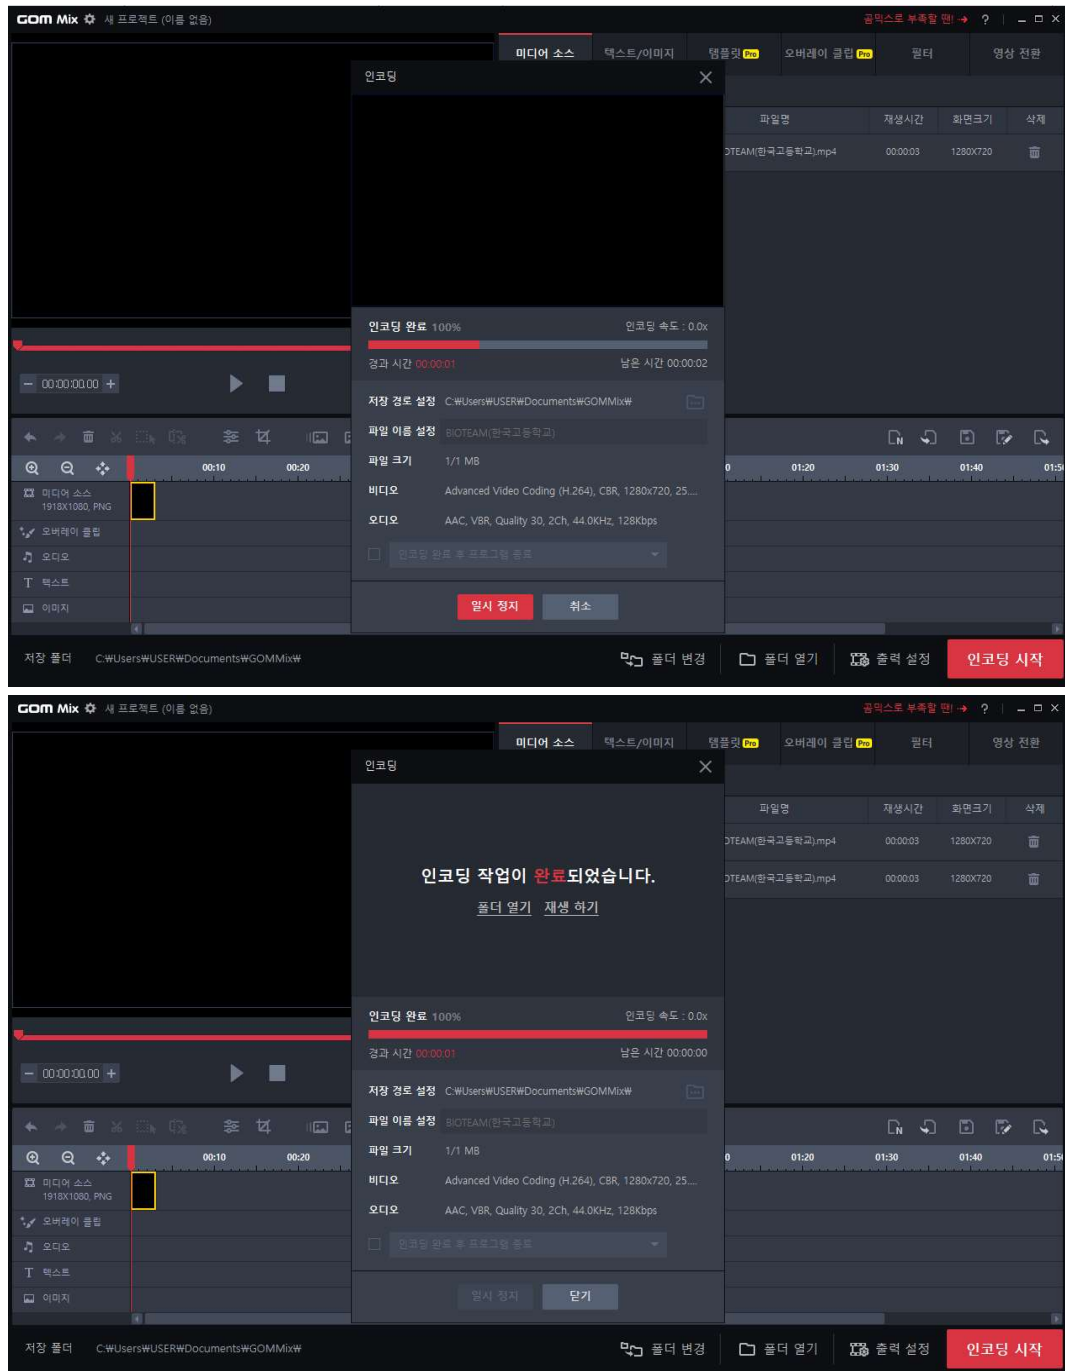 GOM Mix 새 프로젝트 (이름 없음) 곰믹스로 부족할 땐! → ?
미디어 소스 텍스트/이미지 템플릿 Pro 오버레이 클립 Pro 필터 영상 전환
인코딩
파일명 재생시간 화면크기 삭제
OTEAM(한국고등학교).mp4 00:00:03 1280X720
인코딩 완료 100% 인코딩 속도 : 0.0x
경과 시간 00:00:01 남은 시간 00:00:02
00:00:00.00
저장 경로 설정 C:₩Users₩USER₩Documents₩GOMMix₩
파일 이름 설정 BIOTEAM(한국고등학교)
00:10 00:20 파일 크기 1/1 MB 0 01:20 01:30 01:40 01:5
미디어 소스 비디오 Advanced Video Coding (H.264), CBR, 1280x720, 25....
1918X1080, PNG
오버레이 클립 오디오 AAC, VBR, Quality 30, 2Ch, 44.0KHz, 128Kbps
오디오 인코딩 완료 후 프로그램 종료
텍스트
이미지 일시 정지 취소
저장 폴더 C:₩Users₩USER₩Documents₩GOMMix₩ 폴더 변경 폴더 열기 출력 설정 인코딩 시작
GOM Mix 새 프로젝트 (이름 없음) 곰믹스로 부족할 땐! → ?
미디어 소스 텍스트/이미지 템플릿 Pro 오버레이 클립 Pro 필터 영상 전환
인코딩
파일명 재생시간 화면크기 삭제
OTEAM(한국고등학교).mp4 00:00:03 1280X720
인코딩 작업이 완료되었습니다. OTEAM(한국고등학교).mp4 00:00:03 1280X720
폴더 열기 재생 하기
인코딩 완료 100% 인코딩 속도 : 0.0x
경과 시간 00:00:01 남은 시간 00:00:00
00:00:00.00
저장 경로 설정 C:₩Users₩USER₩Documents₩GOMMix₩
파일 이름 설정 BIOTEAM(한국고등학교)
00:10 00:20 파일 크기 1/1 MB 0 01:20 01:30 01:40 01:5
미디어 소스 비디오 Advanced Video Coding (H.264), CBR, 1280x720, 25....
1918X1080, PNG
오버레이 클립 오디오 AAC, VBR, Quality 30, 2Ch, 44.0KHz, 128Kbps
오디오 인코딩 완료 후 프로그램 종료
텍스트
이미지 일시 정지 닫기
저장 폴더 C:₩Users₩USER₩Documents₩GOMMix₩ 폴더 변경 폴더 열기 출력 설정 인코딩 시작